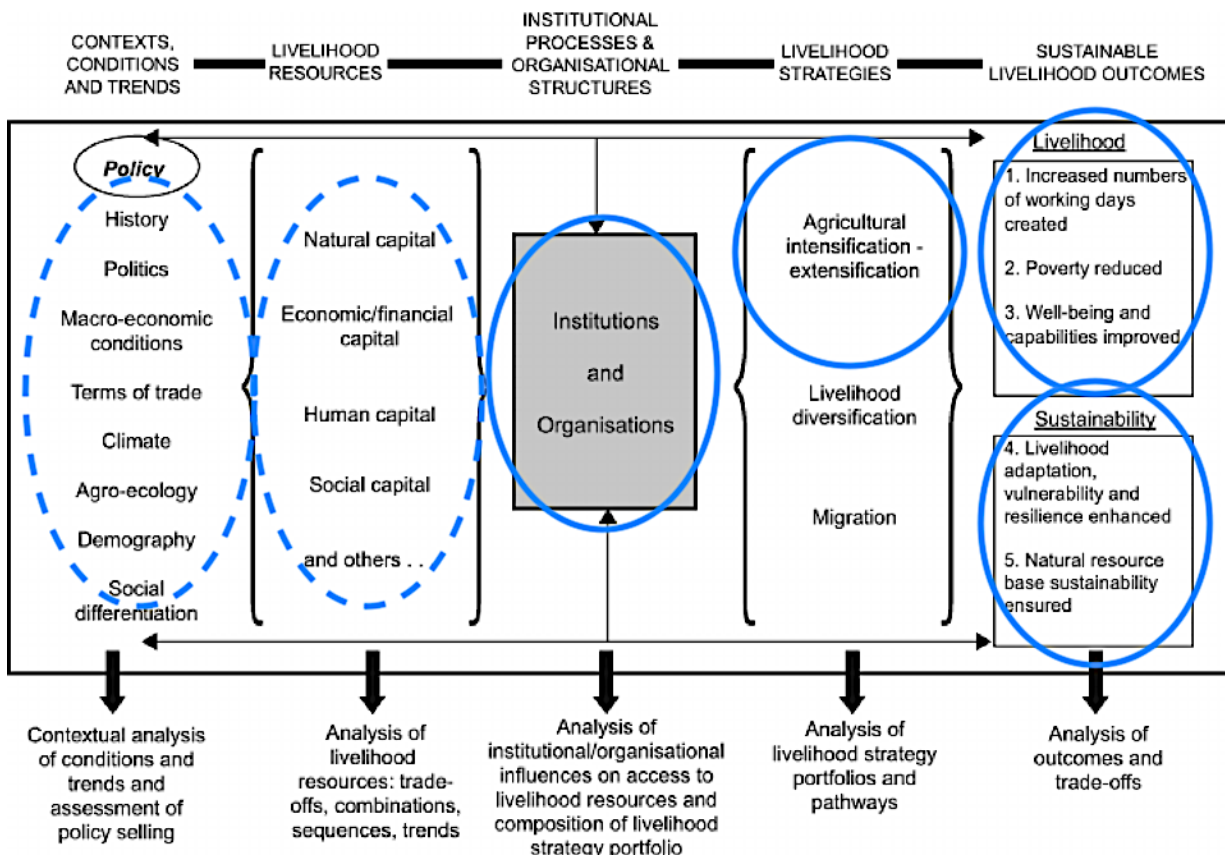 CONTEXTS,
CONDITIONS
AND TRENDS
LIVELIHOOD
RESOURCES
INSTITUTIONAL
PROCESSES &
ORGANISATIONAL
STRUCTURES
LIVELIHOOD
STRATEGIES
SUSTAINABLE
LIVELIHOOD OUTCOMES
Policy
History
Politics
Macro-economic
conditions
Terms of trade
Climate
Agro-ecology
Demography
Social
differentiation
Natural capital
Economic/financial
capital
Human capital
Social capital
and others . .
Institutions
and
Organisations
Agricultural
intensification -
extensification
Livelihood
diversification
Migration
Livelihood
1. Increased numbers
of working days
created
2. Poverty reduced
3. Well-being and
capabilities improved
Sustainability
4. Livelihood
adaptation,
vulnerability and
resilience enhanced
5. Natural resource
base sustainability
ensured
Contextual analysis
of conditions and
trends and
assessment of
policy selling
Analysis of
livelihood
resources: trade-
offs, combinations,
sequences, trends
Analysis of
institutional/organisational
influences on access to
livelihood resources and
composition of livelihood
strategy portfolio
Analysis of
livelihood strategy
portfolios and
pathways
Analysis of
outcomes and
trade-offs